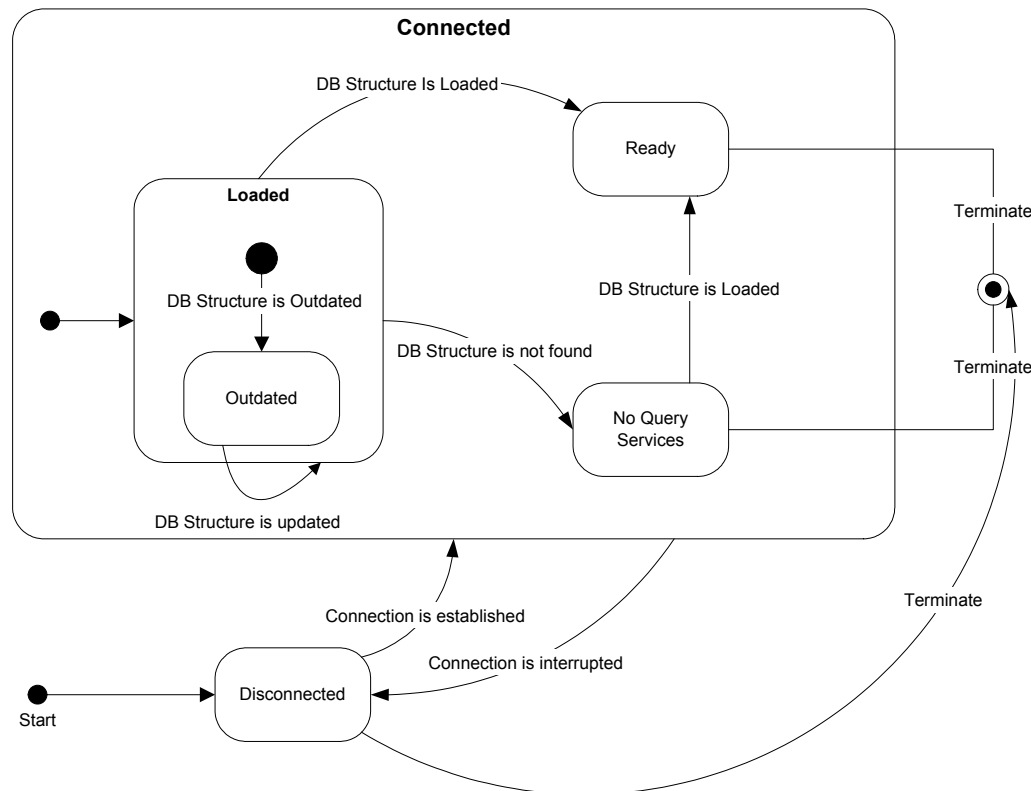 Connected
DB Structure Is Loaded
Ready
Loaded
Terminate
DB Structure is Outdated
DB Structure is Loaded
DB Structure is not found
Terminate
Outdated
No Query
Services
DB Structure is updated
Terminate
Connection is established
Connection is interrupted
Disconnected
Start